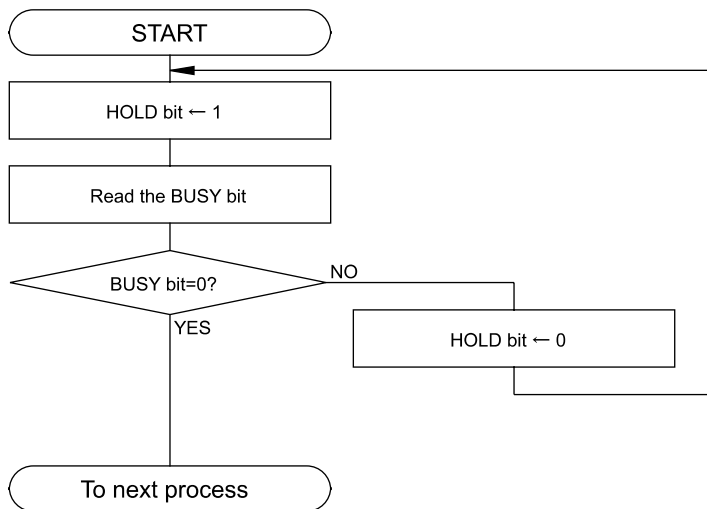 START
HOLD bit ← 1
Read the BUSY bit
BUSY bit=0?
NO
YES
HOLD bit ← 0
To next process